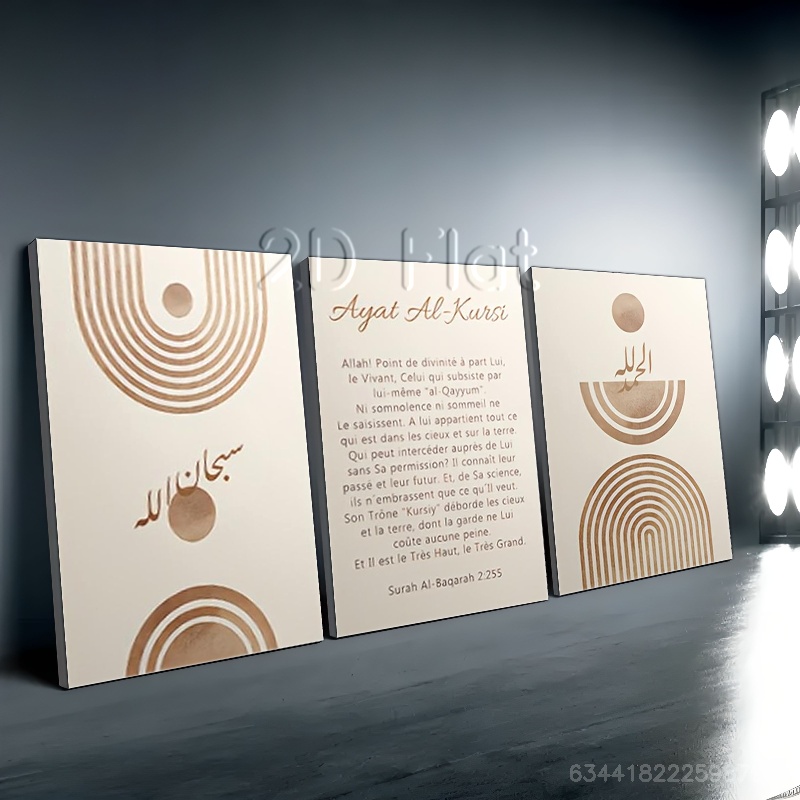 2D Flat
سبحان الله
Ayat Al-Kursi
Allah! Point de divinité à part Lui,
le Vivant, Celui qui subsiste par
lui-même "al-Qayyum".
Ni somnolence ni sommeil ne
Le saisissent. A lui appartient tout ce
qui est dans les cieux et sur la terre.
Qui peut intercéder auprès de Lui
sans Sa permission? Il connaît leur
passé et leur futur. Et, de Sa science,
ils n'embrassent que ce qu'Il veut.
Son Trône "Kursiy" déborde les cieux
et la terre, dont la garde ne Lui
coûte aucune peine.
Et Il est le Très Haut, le Très Grand.
Surah Al-Baqarah 2:255
الحمد لله